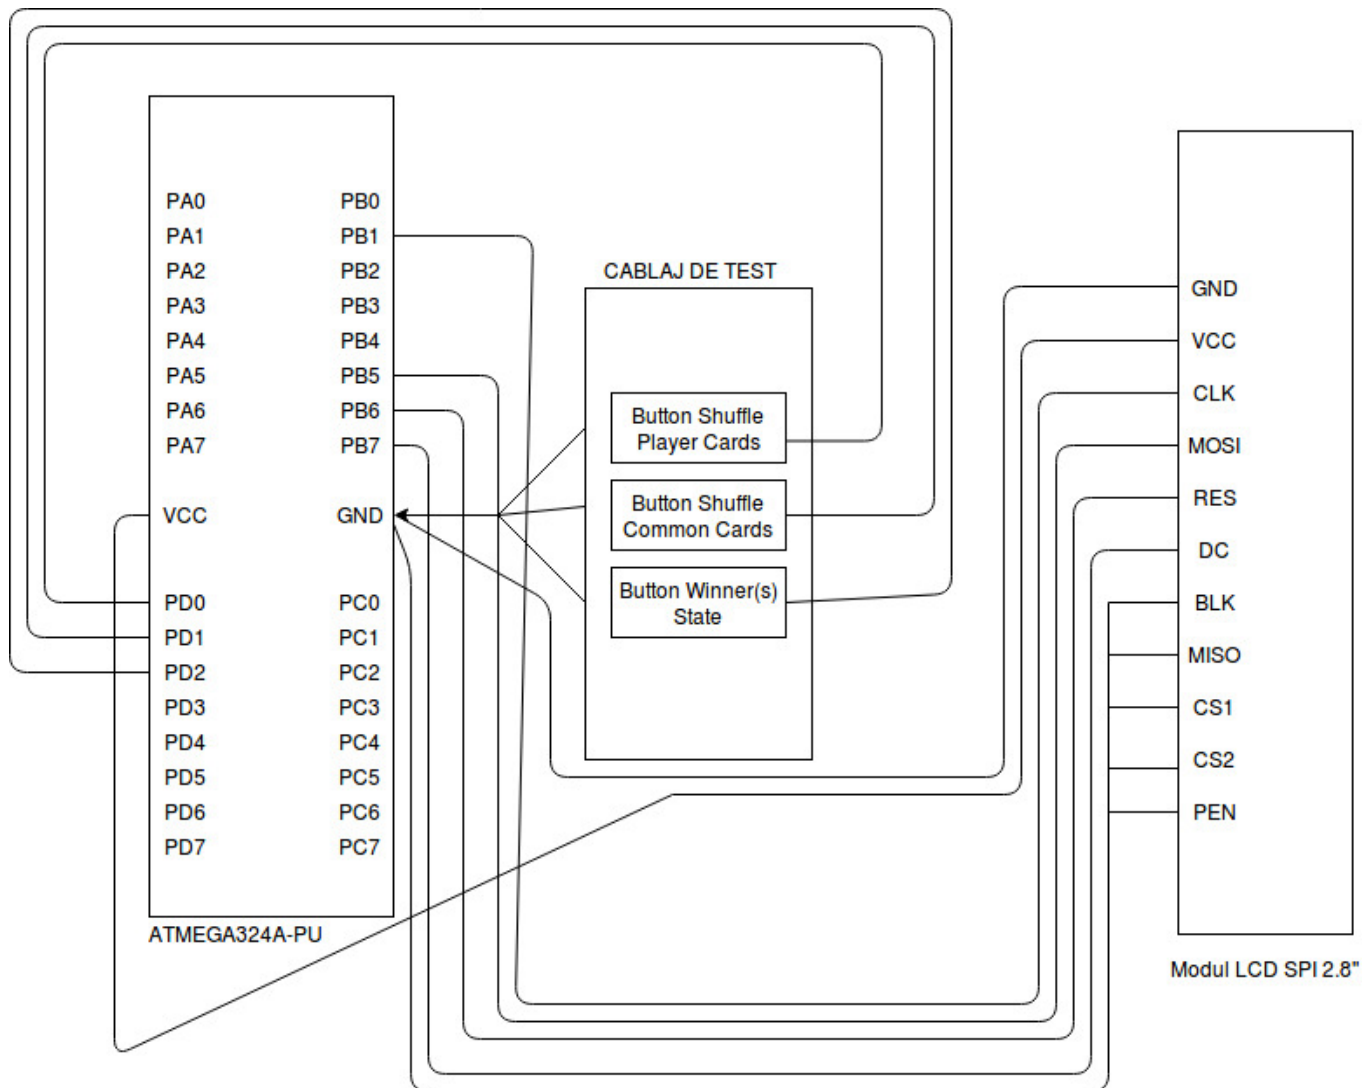 PA0
PA1
PA2
PA3
PA4
PA5
PA6
PA7
VCC
PD0
PD1
PD2
PD3
PD4
PD5
PD6
PD7
PB0
PB1
PB2
PB3
PB4
PB5
PB6
PB7
GND
PC0
PC1
PC2
PC3
PC4
PC5
PC6
PC7
ATMEGA324A-PU
CABLAJ DE TEST
Button Shuffle
Player Cards
Button Shuffle
Common Cards
Button Winner(s)
State
GND
VCC
CLK
MOSI
RES
DC
BLK
MISO
CS1
CS2
PEN
Modul LCD SPI 2.8"